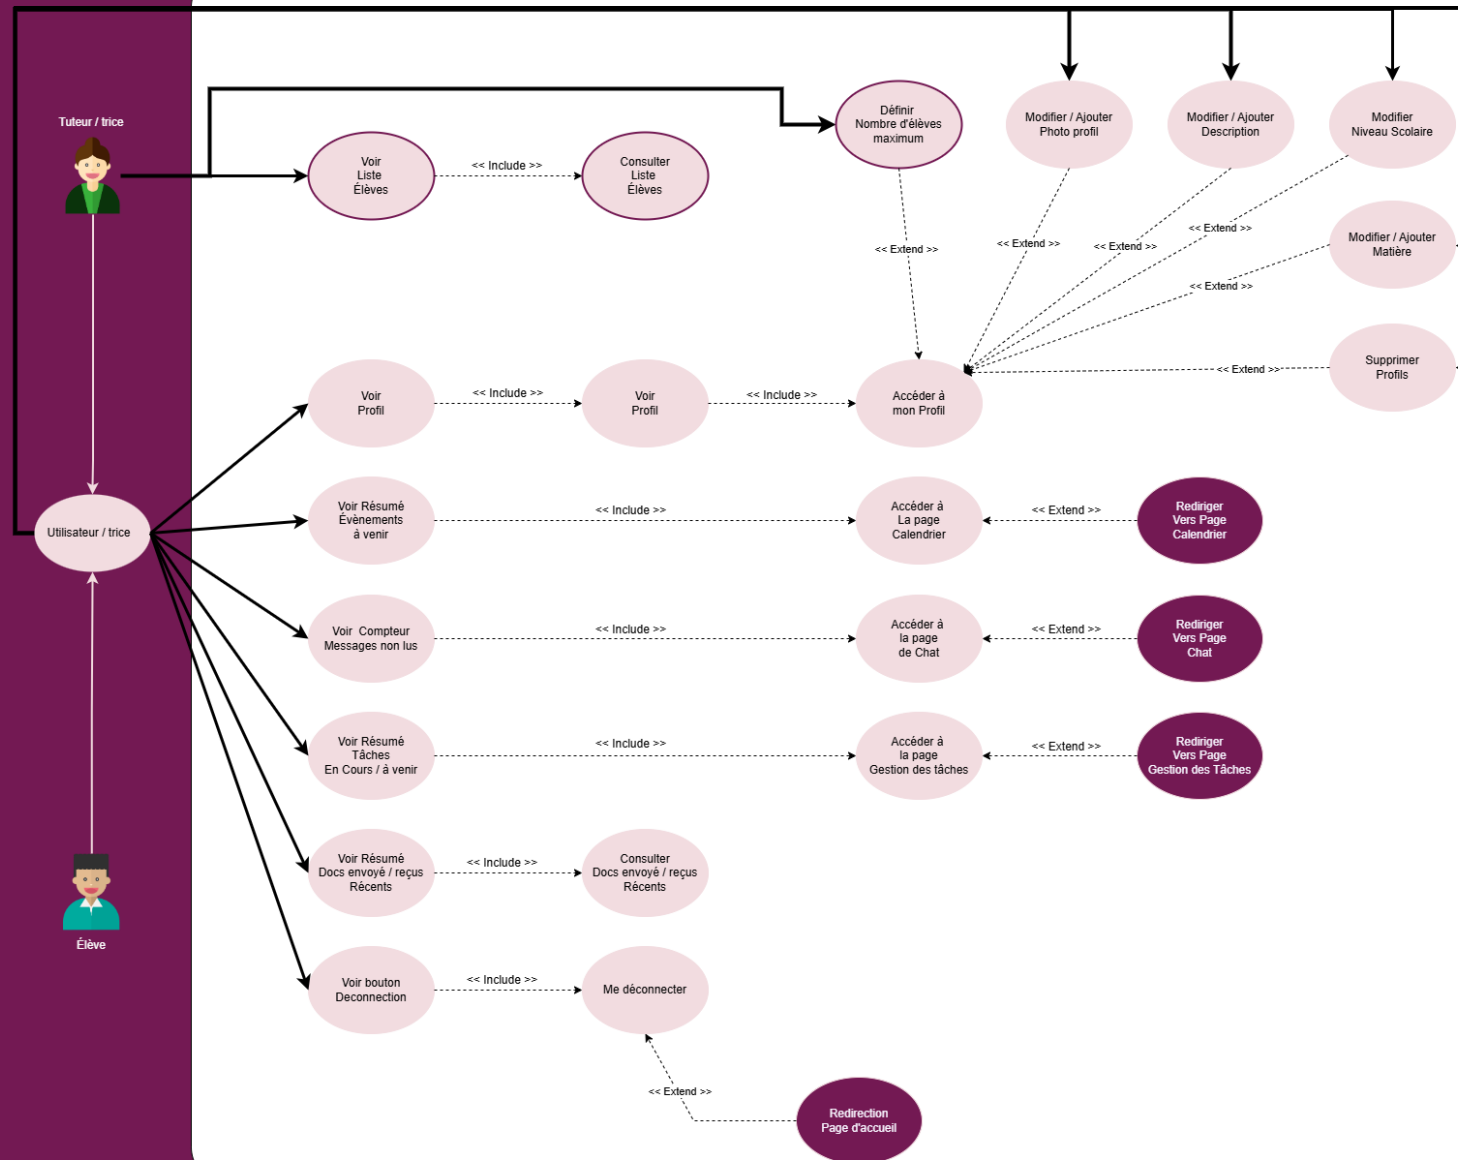 Tuteur / trice
Définir
Nombre d'élèves
maximum
Modifier / Ajouter
Photo profil
Modifier / Ajouter
Description
Modifier
Niveau Scolaire
Voir
Liste
Élèves
<< Include >>
Consulter
Liste
Élèves
<< Extend >>
<< Extend >>
<< Extend >>
<< Extend >>
Modifier / Ajouter
Matière
<< Extend >>
Supprimer
Profils
<< Extend >>
Voir
Profil
<< Include >>
Voir
Profil
<< Include >>
Accéder à
mon Profil
Utilisateur / trice
Voir Résumé
Évènements
à venir
<< Include >>
Accéder à
La page
Calendrier
<< Extend >>
Rediriger
Vers Page
Calendrier
Voir Compteur
Messages non lus
<< Include >>
Accéder à
la page
de Chat
<< Extend >>
Rediriger
Vers Page
Chat
Voir Résumé
Tâches
En Cours / à venir
<< Include >>
Accéder à
la page
Gestion des tâches
<< Extend >>
Rediriger
Vers Page
Gestion des Tâches
Voir Résumé
Docs envoyé / reçus
Récents
<< Include >>
Consulter
Docs envoyé / reçus
Récents
Élève
Voir bouton
Deconnection
<< Include >>
Me déconnecter
<< Extend >>
Redirection
Page d'accueil